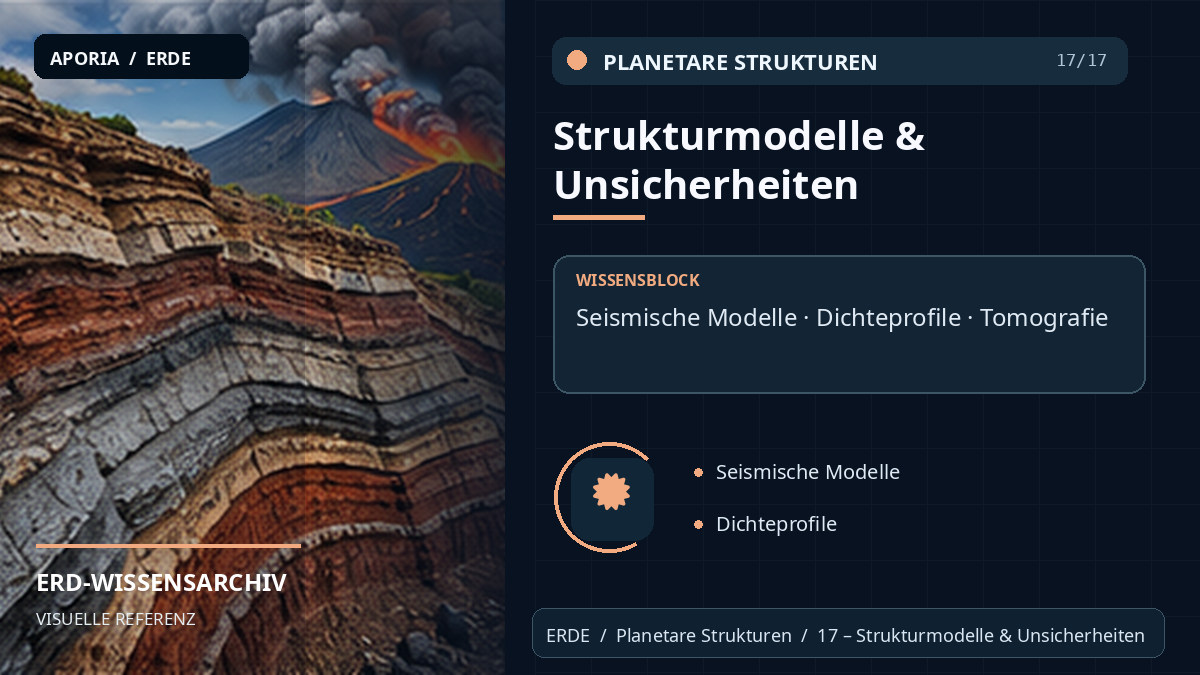 APORIA / ERDE
ERD-WISSENSARCHIV
VISUELLE REFERENZ
PLANETARE STRUKTUREN 17/17
Strukturmodelle &
Unsicherheiten
WISSENSBLOCK
Seismische Modelle · Dichteprofile · Tomografie
Seismische Modelle
Dichteprofile
ERDE / Planetare Strukturen / 17 – Strukturmodelle & Unsicherheiten